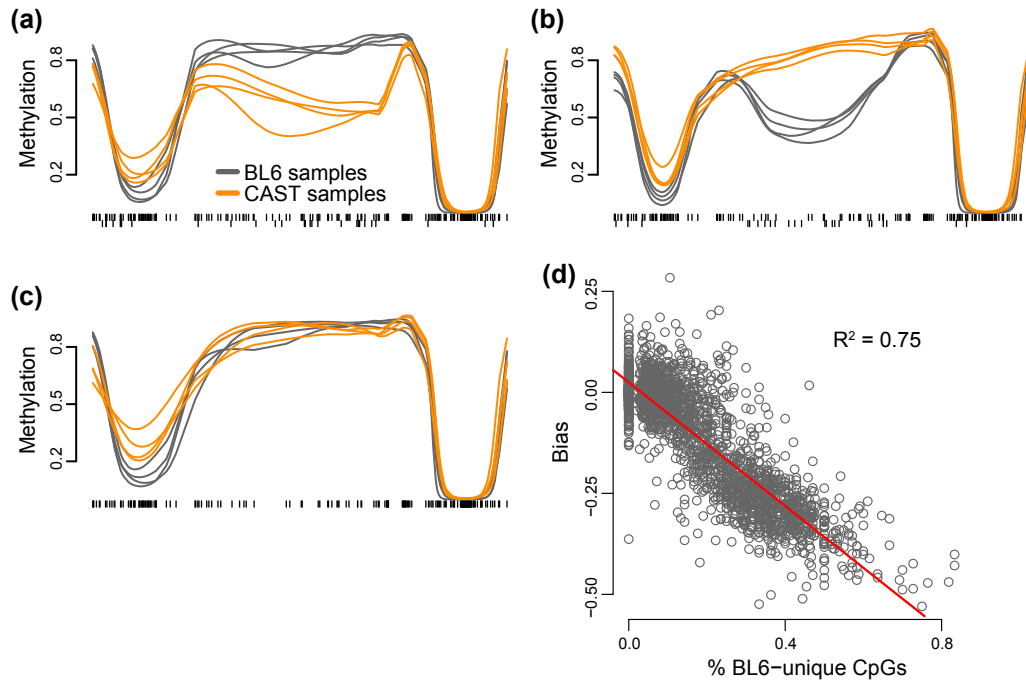 (a)
Methylation
0.8
0.5
0.2
BL6 samples
CAST samples
(b)
Methylation
0.8
0.5
0.2
(c)
Methylation
0.8
0.5
0.2
(d)
R² = 0.75
Bias
0.25
0.00
−0.25
−0.50
0.0 0.4 0.8
% BL6−unique CpGs